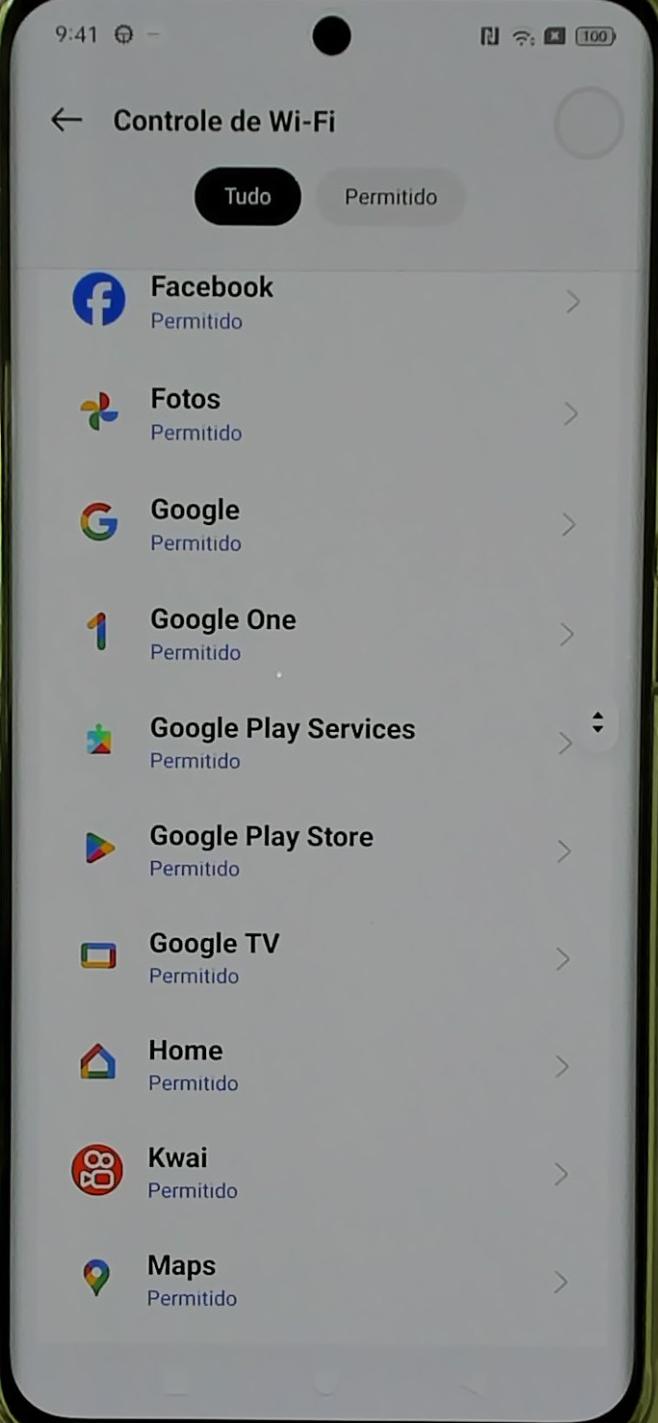 9:41
100
Controle de Wi-Fi
Tudo
Permitido
Facebook
Permitido
Fotos
Permitido
Google
Permitido
Google One
Permitido
Google Play Services
Permitido
Google Play Store
Permitido
Google TV
Permitido
Home
Permitido
Kwai
Permitido
Maps
Permitido